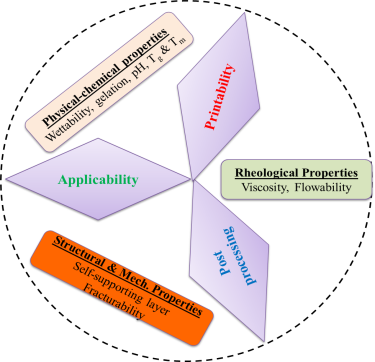 Physical-chemical properties
Wettability, gelation, pH, Tg & Tm
Printability
Rheological Properties
Viscosity, Flowability
Applicability
Post
processing
Structural & Mech. Properties
Self-supporting layer
Fracturability